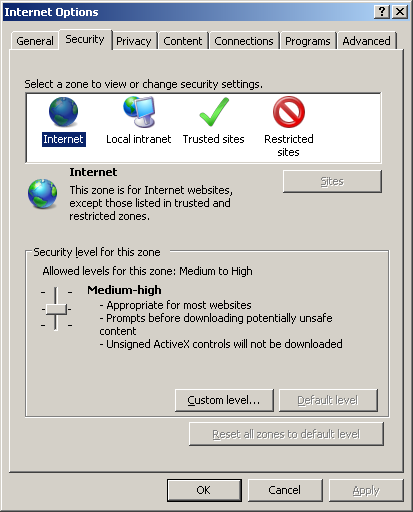 Internet Options
General Security Privacy Content Connections Programs Advanced
Select a zone to view or change security settings.
Internet Local intranet Trusted sites Restricted
sites
Internet
This zone is for Internet websites,
except those listed in trusted and
restricted zones.
Sites
Security level for this zone
Allowed levels for this zone: Medium to High
Medium-high
- Appropriate for most websites
- Prompts before downloading potentially unsafe
content
- Unsigned ActiveX controls will not be downloaded
Custom level... Default level
Reset all zones to default level
OK Cancel Apply